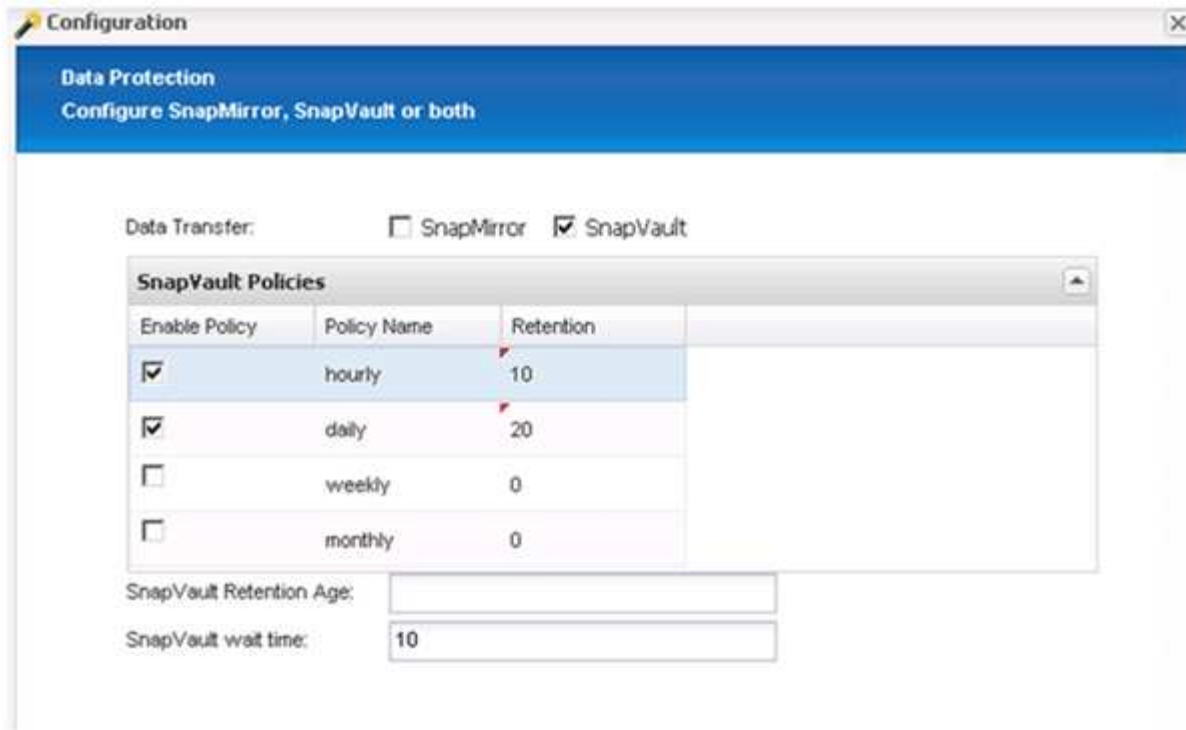 Configuration
Data Protection
Configure SnapMirror, SnapVault or both
Data Transfer: SnapMirror SnapVault
SnapVault Policies
Enable Policy Policy Name Retention
hourly 10
daily 20
weekly 0
monthly 0
SnapVault Retention Age:
SnapVault wait time: 10